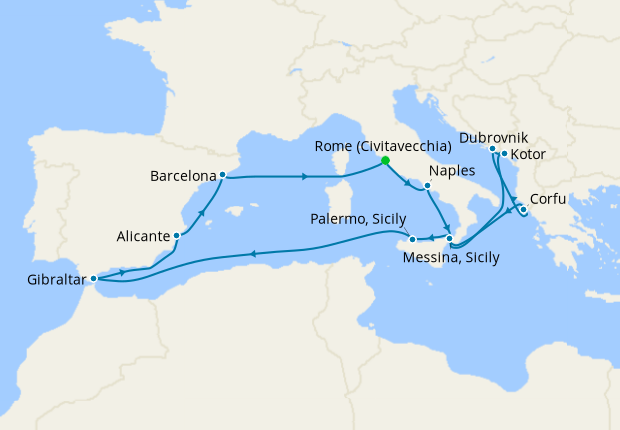 Rome (Civitavecchia)
Dubrovnik
Kotor
Barcelona
Naples
Corfu
Palermo, Sicily
Alicante
Messina, Sicily
Gibraltar